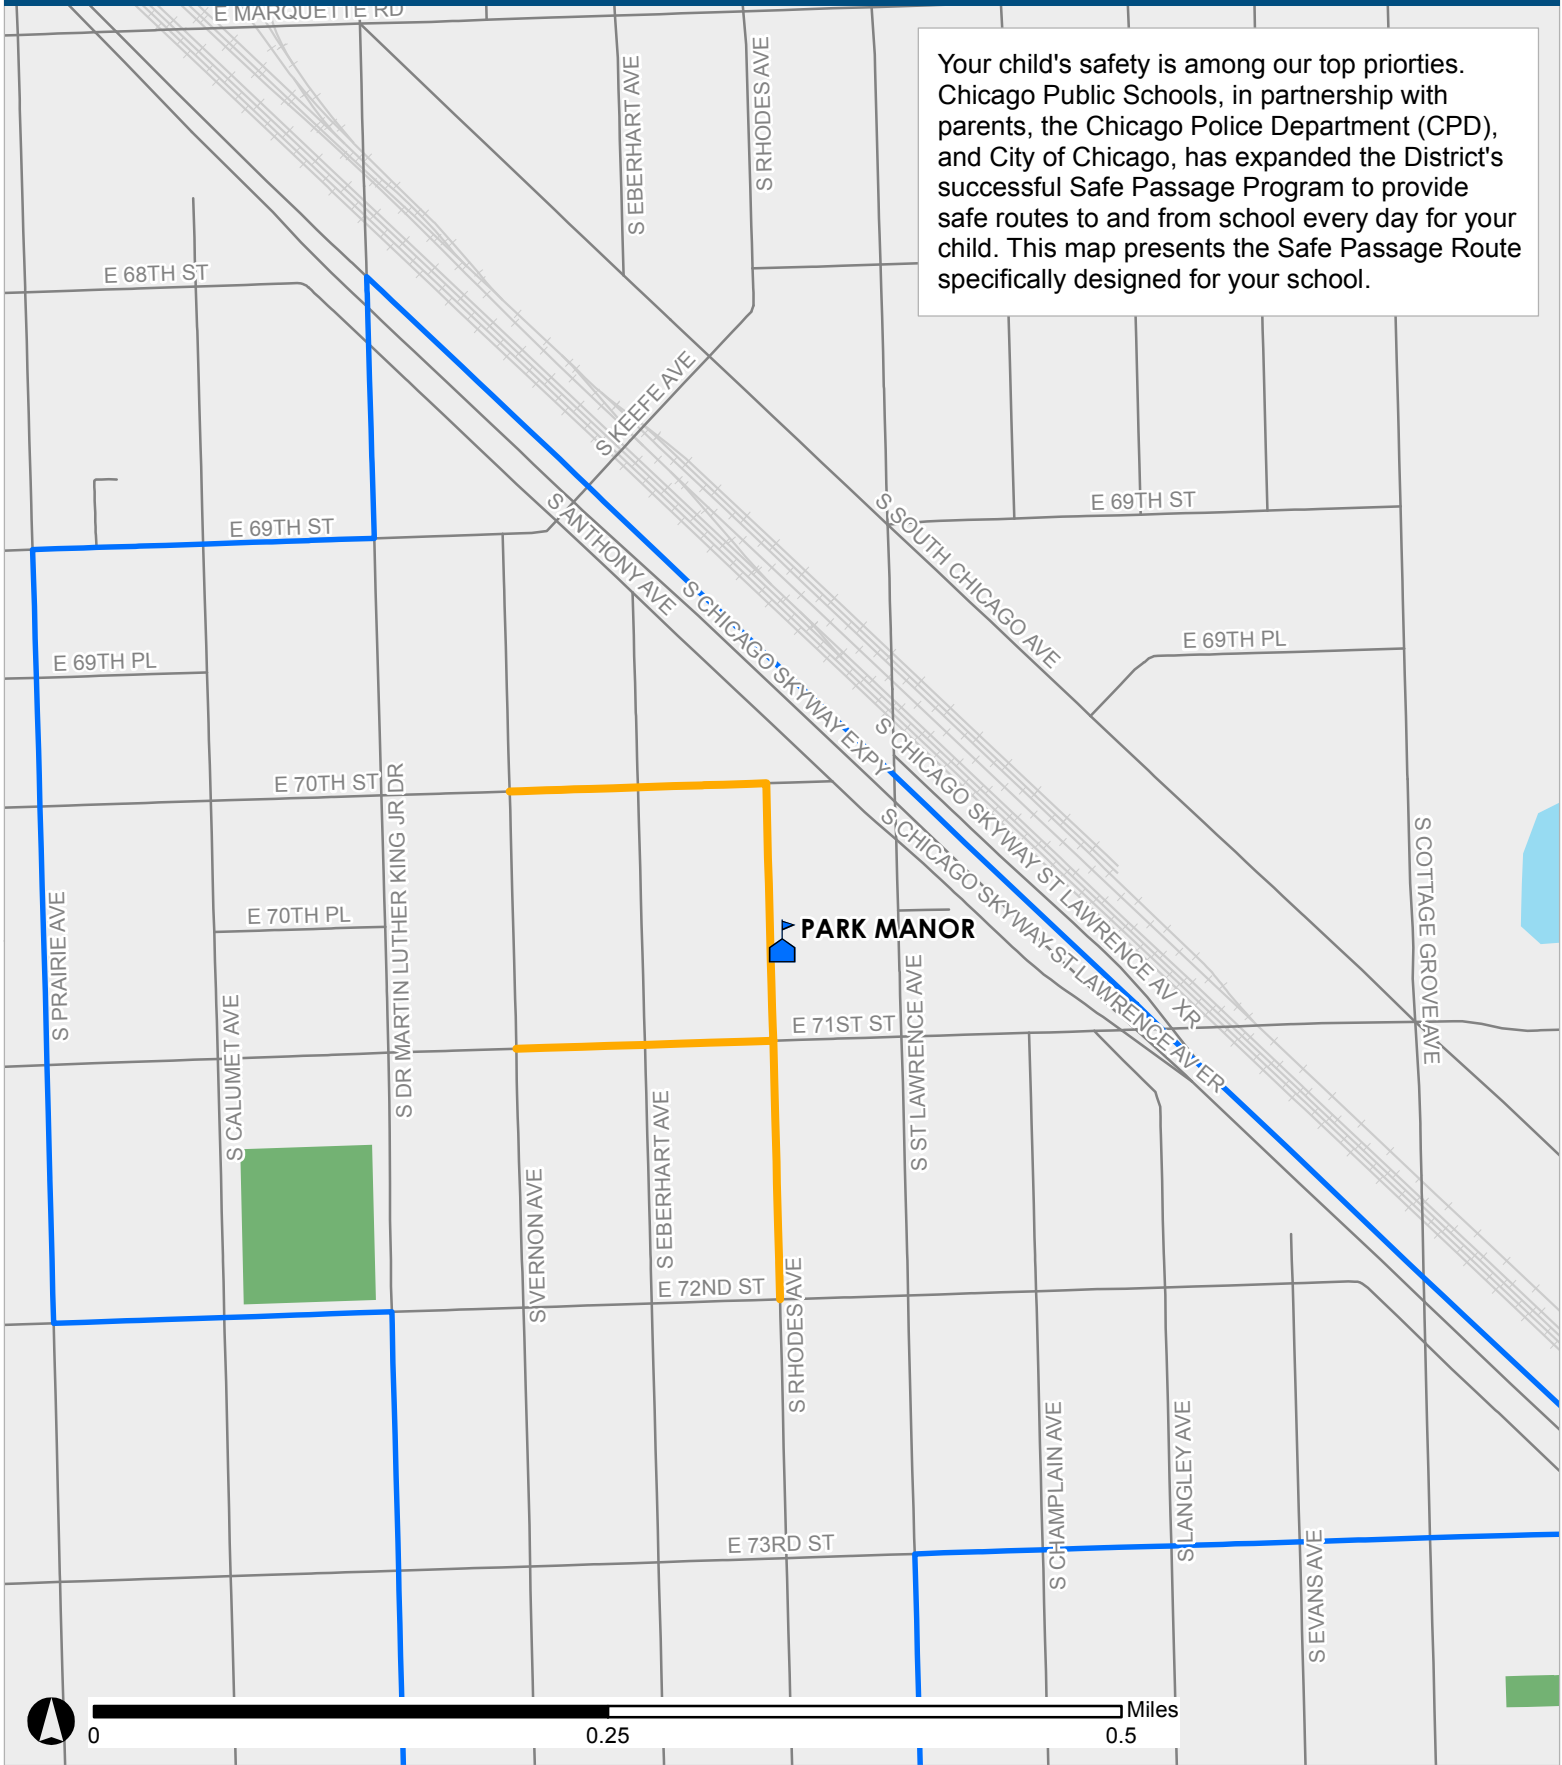 E MARQUETTE RD
S EBERHART AVE
S RHODES AVE
Your child's safety is among our top priorties.
Chicago Public Schools, in partnership with
parents, the Chicago Police Department (CPD),
and City of Chicago, has expanded the District's
successful Safe Passage Program to provide
safe routes to and from school every day for your
child. This map presents the Safe Passage Route
specifically designed for your school.
E 68TH ST
S KEEFE AVE
E 69TH ST
S ANTHONY AVE
S SOUTH CHICAGO AVE
E 69TH ST
E 69TH PL
S CHICAGO SKYWAY EXPY
E 69TH PL
E 70TH ST
S DR MARTIN LUTHER KING JR DR
S CHICAGO SKYWAY ST LAWRENCE AV XR
S CHICAGO SKYWAY-ST-LAWRENCE AV ER
S COTTAGE GROVE AVE
S PRAIRIE AVE
E 70TH PL
PARK MANOR
S CALUMET AVE
E 71ST ST
S ST LAWRENCE AVE
S VERNON AVE
S EBERHART AVE
E 72ND ST
S RHODES AVE
S CHAMPLAIN AVE
S LANGLEY AVE
E 73RD ST
S EVANS AVE
Miles
0
0.25
0.5